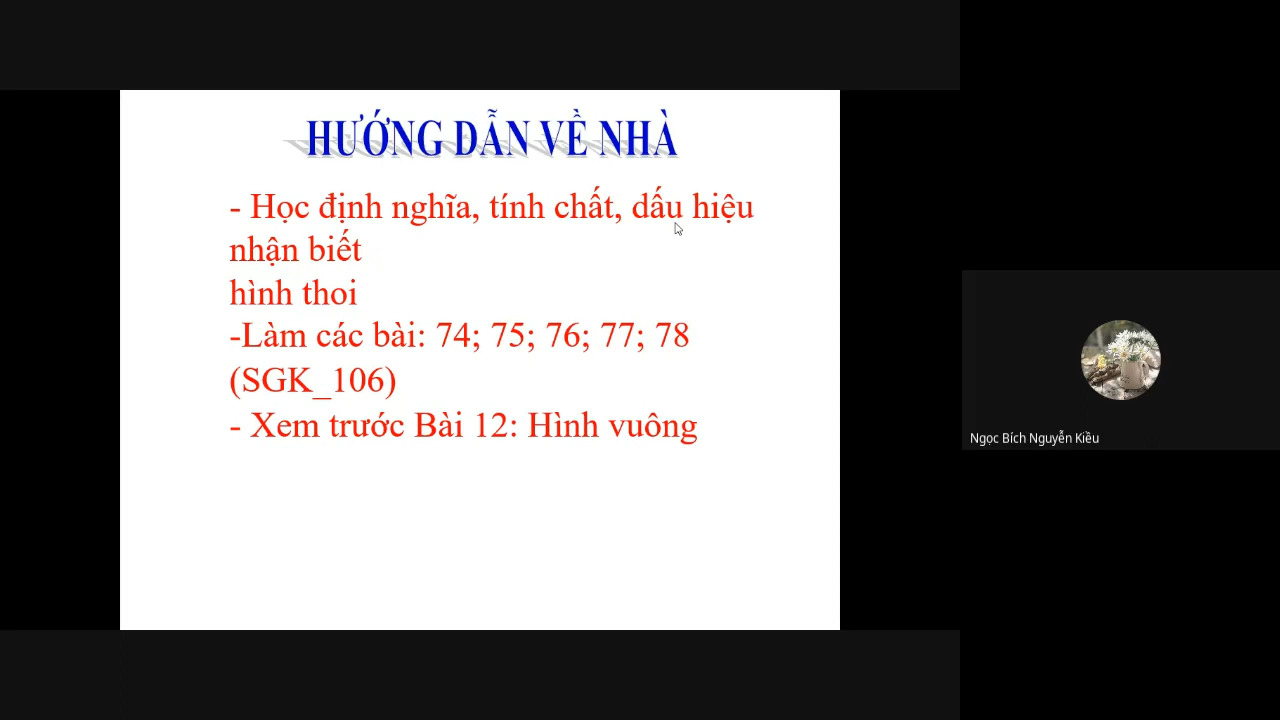 HƯỚNG DẪN VỀ NHÀ
- Học định nghĩa, tính chất, dấu hiệu
nhận biết
hình thoi
-Làm các bài: 74; 75; 76; 77; 78
(SGK_106)
- Xem trước Bài 12: Hình vuông
Ngọc Bích Nguyễn Kiều